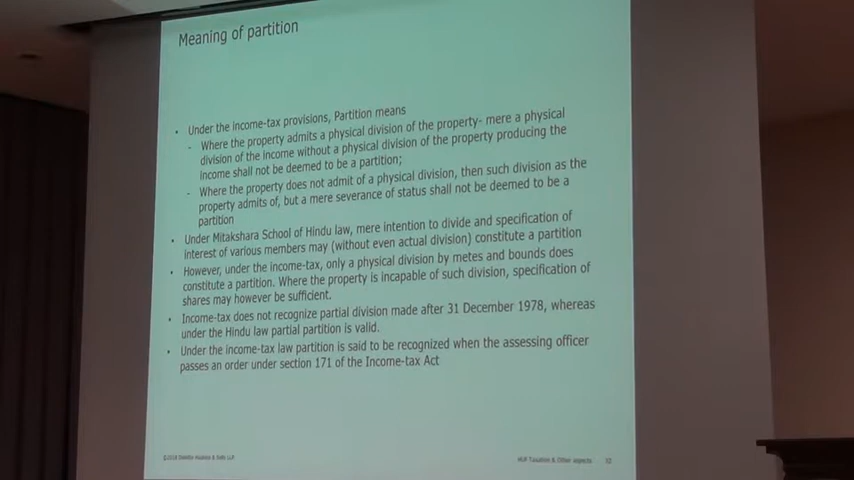 Meaning of partition
• Under the income-tax provisions, Partition means
- Where the property admits a physical division of the property- mere a physical
division of the income without a physical division of the property producing the
income shall not be deemed to be a partition;
- Where the property does not admit of a physical division, then such division as the
property admits of, but a mere severance of status shall not be deemed to be a
partition
• Under Mitakshara School of Hindu law, mere intention to divide and specification of
interest of various members may (without even actual division) constitute a partition
• However, under the income-tax, only a physical division by metes and bounds does
constitute a partition. Where the property is incapable of such division, specification of
shares may however be sufficient.
• Income-tax does not recognize partial division made after 31 December 1978, whereas
under the Hindu law partial partition is valid.
• Under the income-tax law partition is said to be recognized when the assessing officer
passes an order under section 171 of the Income-tax Act
Deloitte Haskins & Sells LLP
HUF Taxation & Other aspects